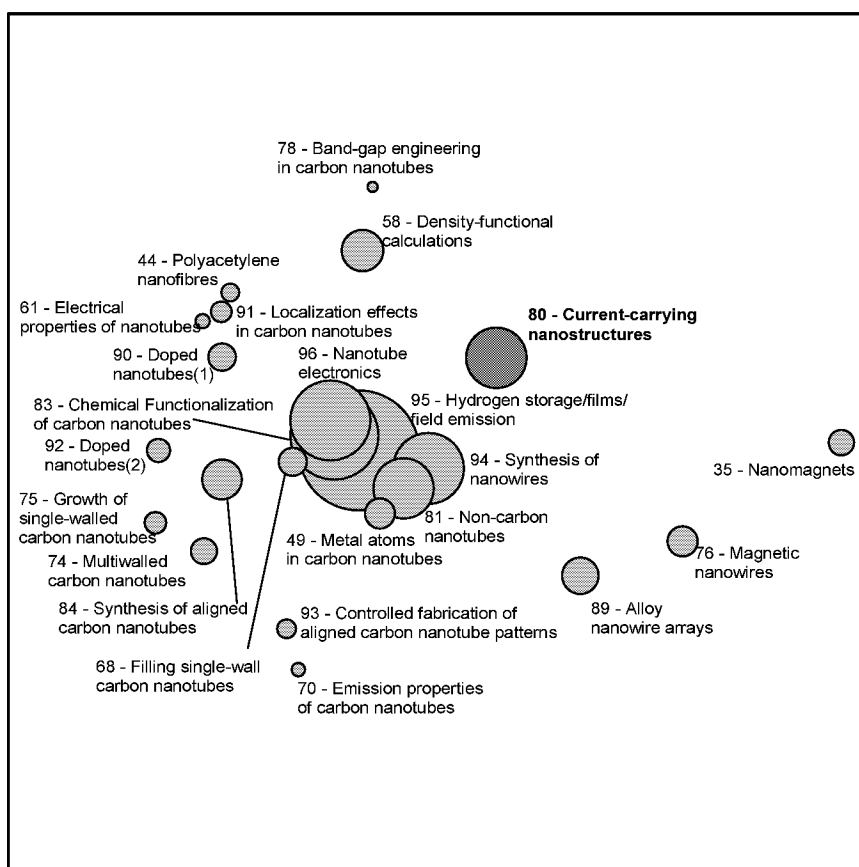 78 - Band-gap engineering
in carbon nanotubes
58 - Density-functional
calculations
44 - Polyacetylene
nanofibres
61 - Electrical
properties of nanotubes
91 - Localization effects
in carbon nanotubes
80 - Current-carrying
nanostructures
90 - Doped
nanotubes(1)
96 - Nanotube
electronics
83 - Chemical Functionalization
of carbon nanotubes
95 - Hydrogen storage/films/
field emission
92 - Doped
nanotubes(2)
94 - Synthesis of
nanowires
35 - Nanomagnets
75 - Growth of
single-walled
carbon nanotubes
81 - Non-carbon
nanotubes
49 - Metal atoms
in carbon nanotubes
76 - Magnetic
nanowires
74 - Multiwalled
carbon nanotubes
84 - Synthesis of aligned
carbon nanotubes
93 - Controlled fabrication of
aligned carbon nanotube patterns
89 - Alloy
nanowire arrays
68 - Filling single-wall
carbon nanotubes
70 - Emission properties
of carbon nanotubes